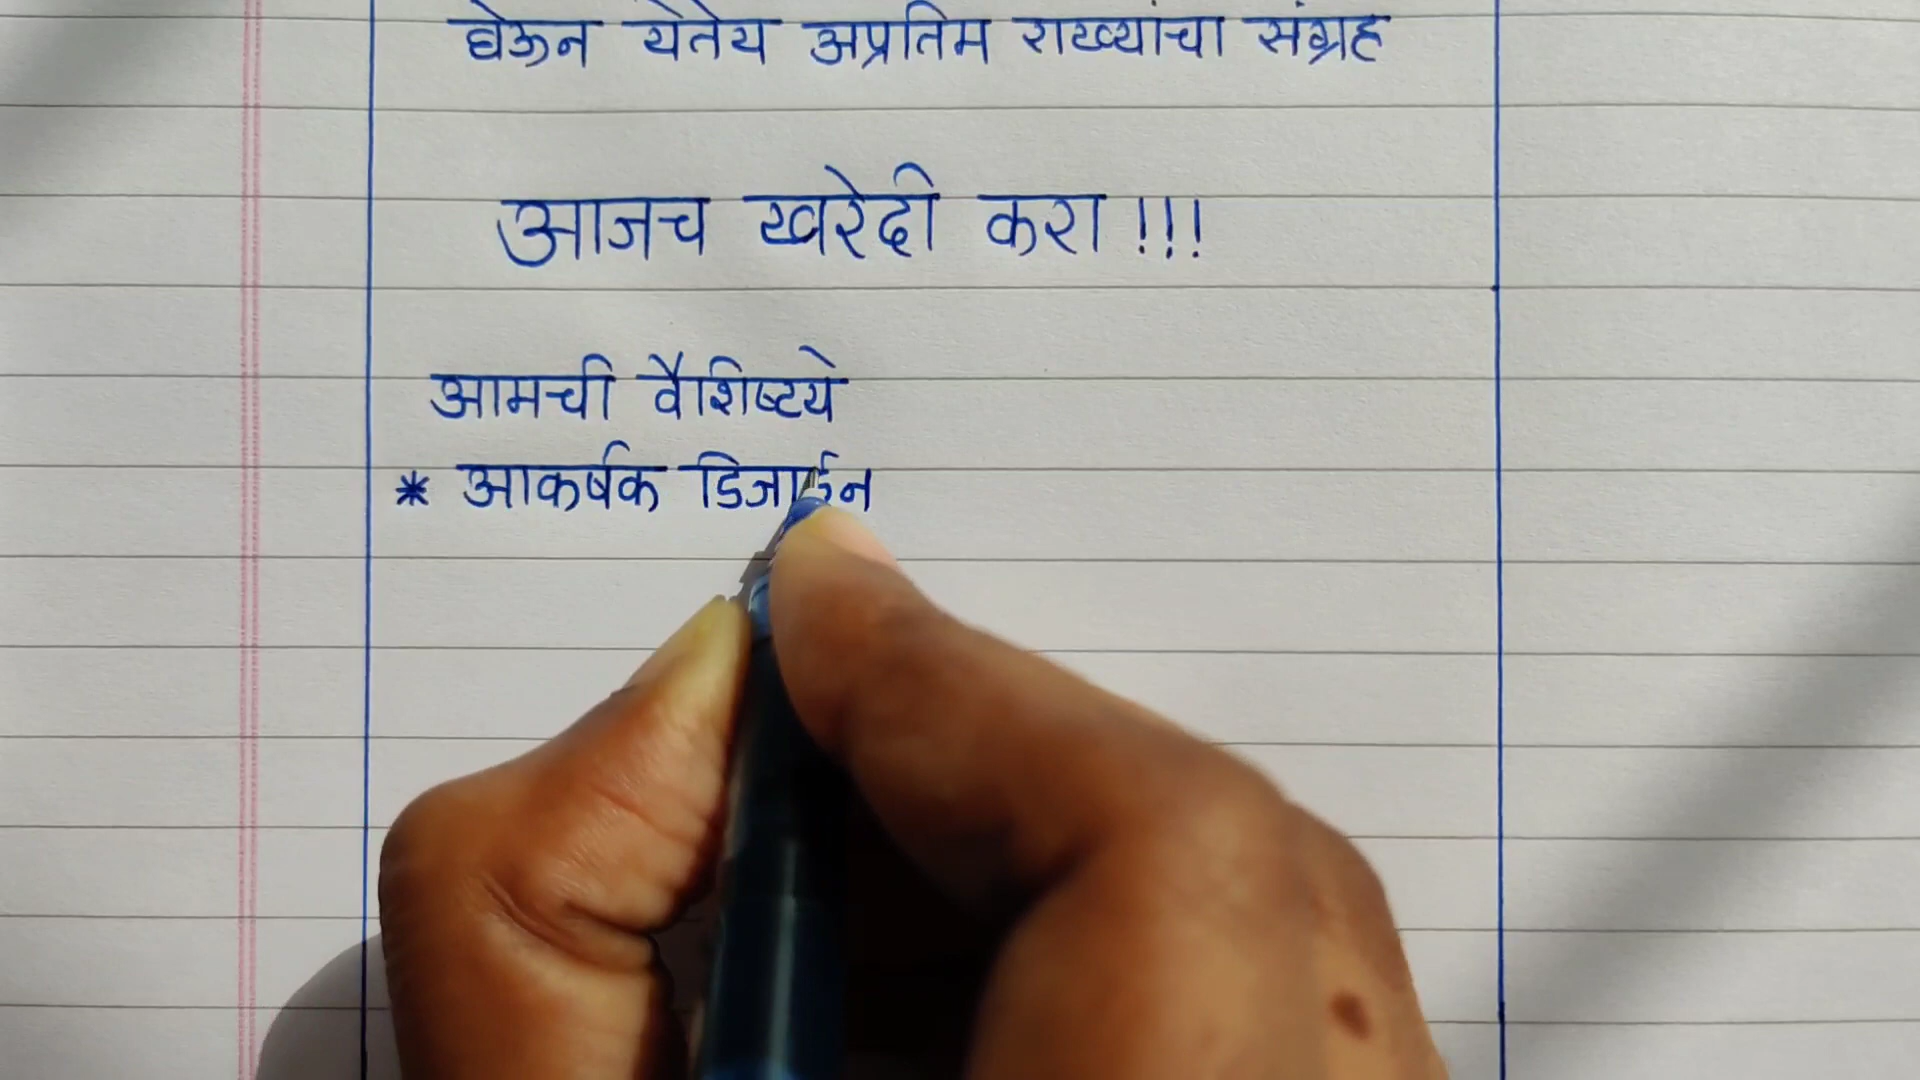 घेऊन येतेय अप्रतिम राख्यांचा संग्रह
आजच खरेदी करा !!!
आमची वैशिष्ट्ये
* आकर्षक डिजाईन